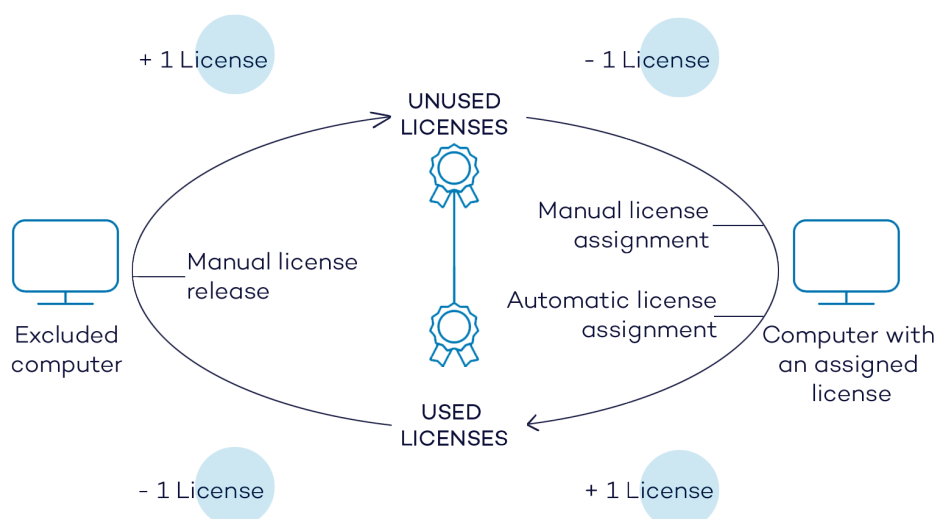 + 1 License
- 1 License
UNUSED
LICENSES
Manual license
assignment
Manual license
release
Automatic license
assignment
Excluded
computer
Computer with
an assigned
license
USED
LICENSES
- 1 License
+ 1 License